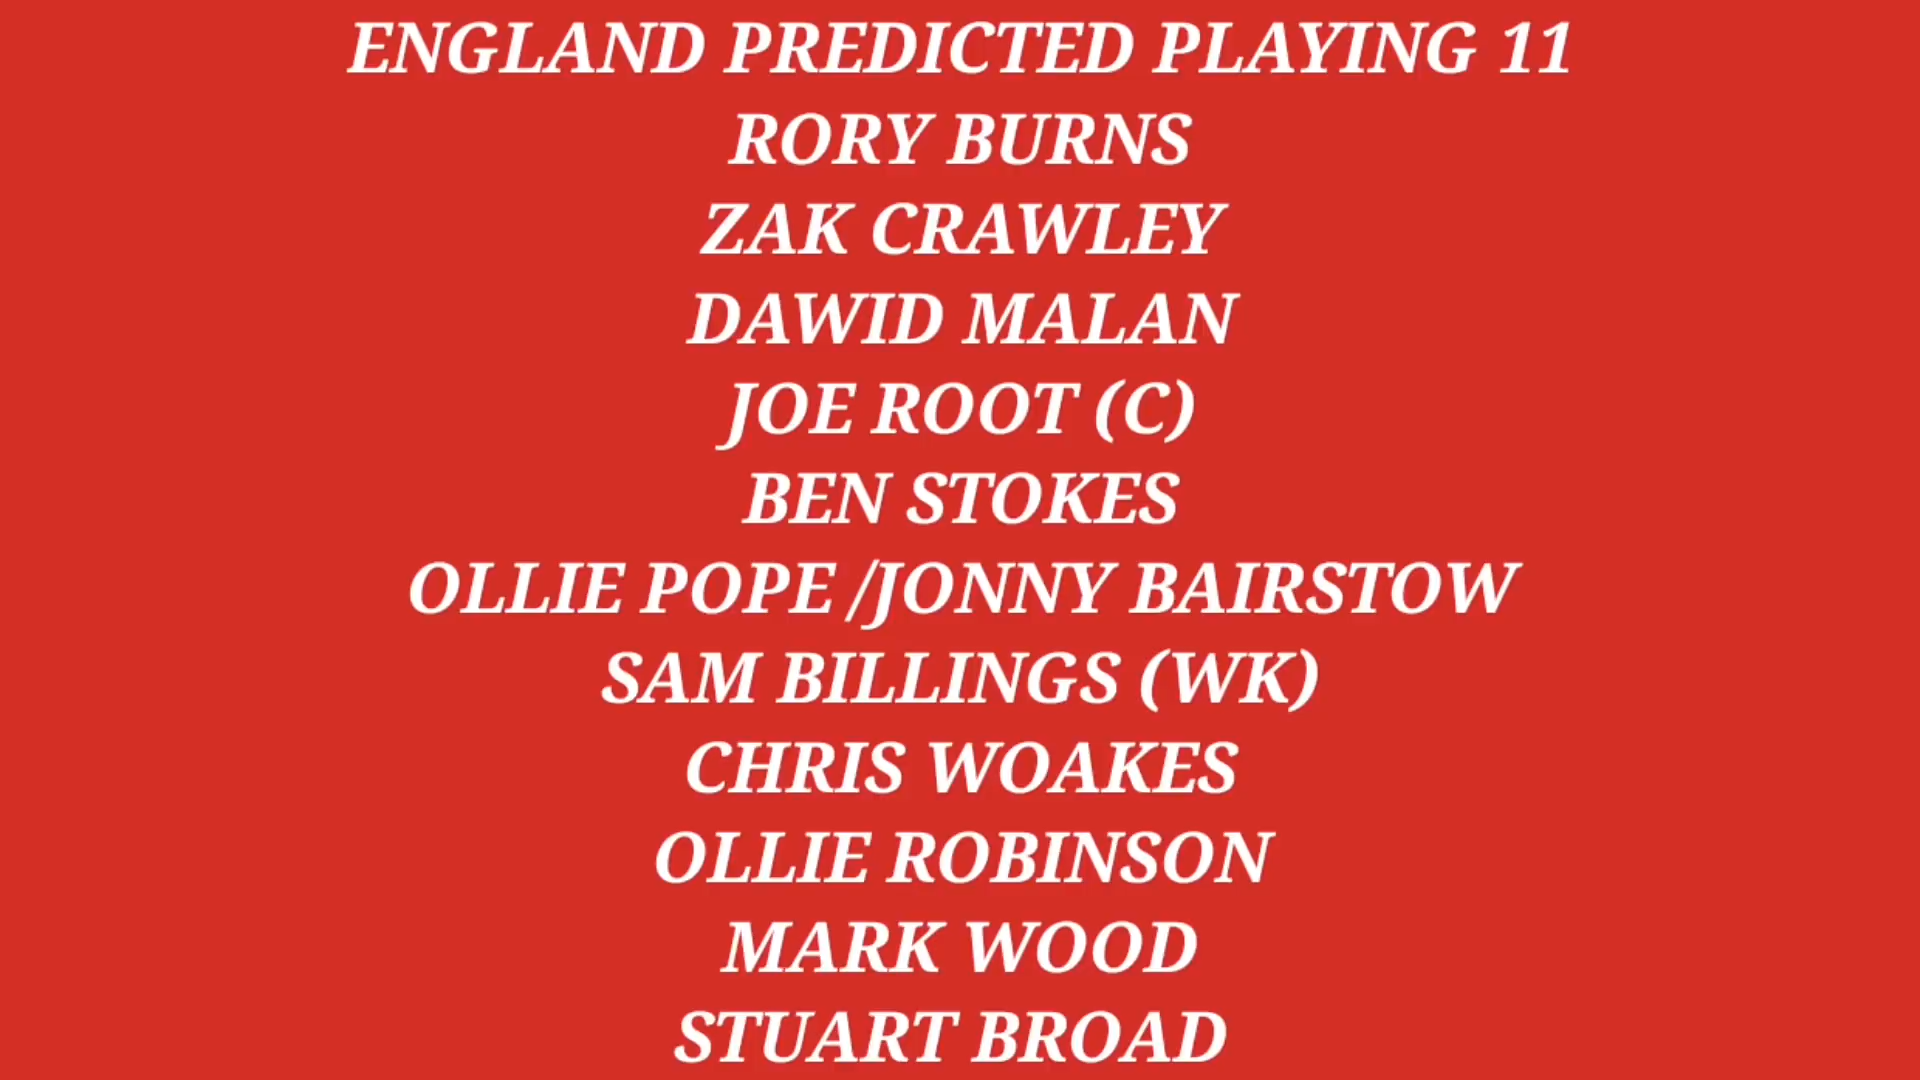 ENGLAND PREDICTED PLAYING 11
RORY BURNS
ZAK CRAWLEY
DAWID MALAN
JOE ROOT (C)
BEN STOKES
OLLIE POPE /JONNY BAIRSTOW
SAM BILLINGS (WK)
CHRIS WOAKES
OLLIE ROBINSON
MARK WOOD
STUART BROAD